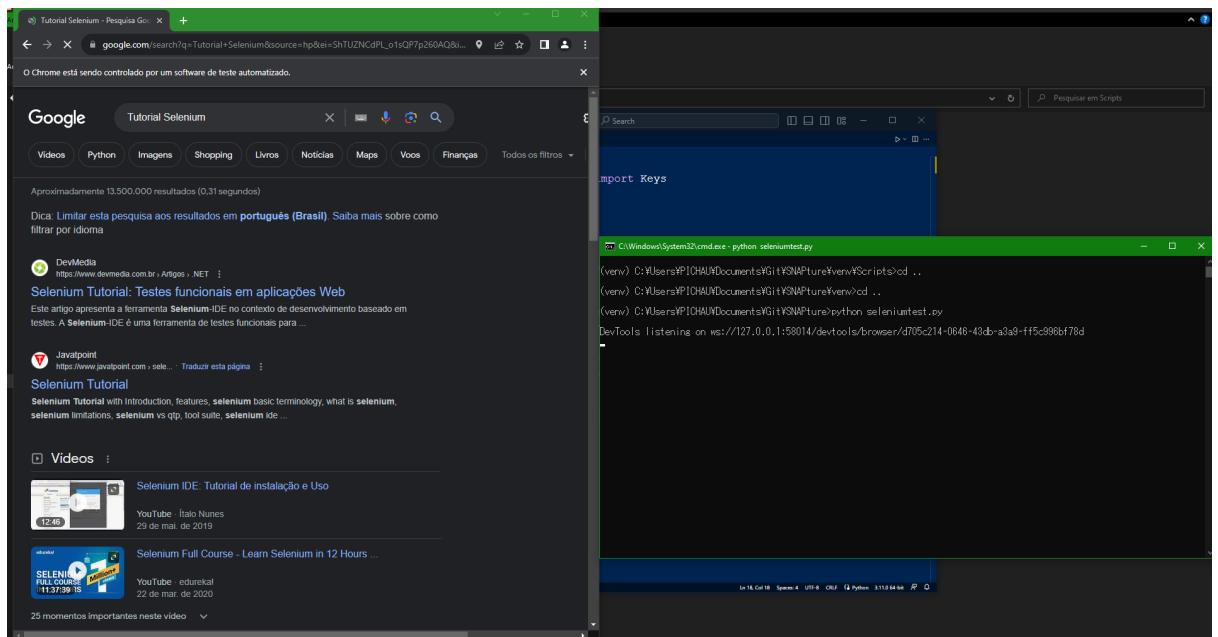 Tutorial Selenium - Pesquisa Goo
google.com/search?q=Tutorial+Selenium&source=hp&ei=ShTUZNCdPL_o1sQP7p260AQ&i...
O Chrome está sendo controlado por um software de teste automatizado.
Google
Tutorial Selenium
Vídeos Python Imagens Shopping Livros Notícias Maps Voos Finanças Todos os filtros
Aproximadamente 13.500.000 resultados (0,31 segundos)
Dica: Limitar esta pesquisa aos resultados em português (Brasil). Saiba mais sobre como
filtrar por idioma
DevMedia
https://www.devmedia.com.br › Artigos › .NET
Selenium Tutorial: Testes funcionais em aplicações Web
Este artigo apresenta a ferramenta Selenium-IDE no contexto de desenvolvimento baseado em
testes. A Selenium-IDE é uma ferramenta de testes funcionais para ...
Javatpoint
https://www.javatpoint.com › sele... · Traduzir esta página
Selenium Tutorial
Selenium Tutorial with Introduction, features, selenium basic terminology, what is selenium,
selenium limitations, selenium vs qtp, tool suite, selenium ide ...
Vídeos
Selenium IDE: Tutorial de instalação e Uso
YouTube · Ítalo Nunes
29 de mai. de 2019
12:46
Selenium Full Course - Learn Selenium in 12 Hours ...
YouTube · edureka!
22 de mar. de 2020
edureka!
FULL COURSE
11:37:39
25 momentos importantes neste vídeo
Pesquisar em Scripts
Search
mport Keys
C:\Windows\System32\cmd.exe - python seleniumtest.py
(venv) C:¥Users¥PICHAU¥Documents¥Git¥SNAPture¥venv¥Scripts>cd ..
(venv) C:¥Users¥PICHAU¥Documents¥Git¥SNAPture¥venv>cd ..
(venv) C:¥Users¥PICHAU¥Documents¥Git¥SNAPture>python seleniumtest.py
DevTools listening on ws://127.0.0.1:58014/devtools/browser/d705c214-0646-43db-a3a9-ff5c996bf78d
Ln 16, Col 18 Spaces: 4 UTF-8 CRLF Python 3.11.0 64-bit